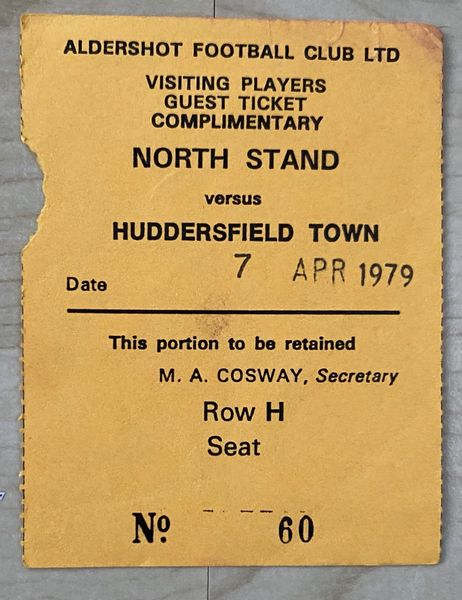 ALDERSHOT FOOTBALL CLUB LTD
VISITING PLAYERS
GUEST TICKET
COMPLIMENTARY
NORTH STAND
versus
HUDDERSFIELD TOWN
7 APR 1979
Date
This portion to be retained
M. A. COSWAY, Secretary
Row H
Seat
Nº 60